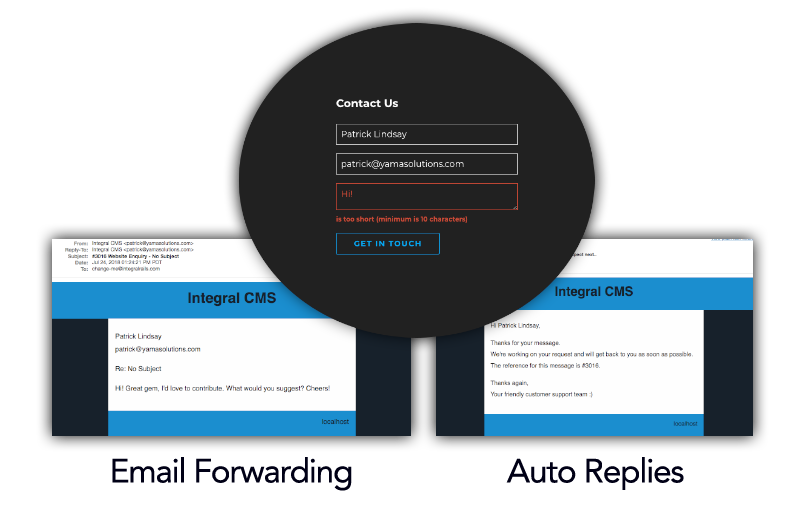 Contact Us
Patrick Lindsay
patrick@yamasolutions.com
Hi!
is too short (minimum is 10 characters)
GET IN TOUCH
From: Integral CMS <patrick@yamasolutions.com>
Reply-To: Integral CMS <patrick@yamasolutions.com>
Subject: #3016 Website Enquiry - No Subject
Date: Jul 26, 2018 01:24:21 PM PDT
To: change-me@integralrails.com
Integral CMS
Patrick Lindsay
patrick@yamasolutions.com
Re: No Subject
Hi! Great gem, I'd love to contribute. What would you suggest? Cheers!
localhost
Integral CMS
Hi Patrick Lindsay,
Thanks for your message.
We're working on your request and will get back to you as soon as possible.
The reference for this message is #3016.
Thanks again,
Your friendly customer support team :)
localhost
Email Forwarding
Auto Replies